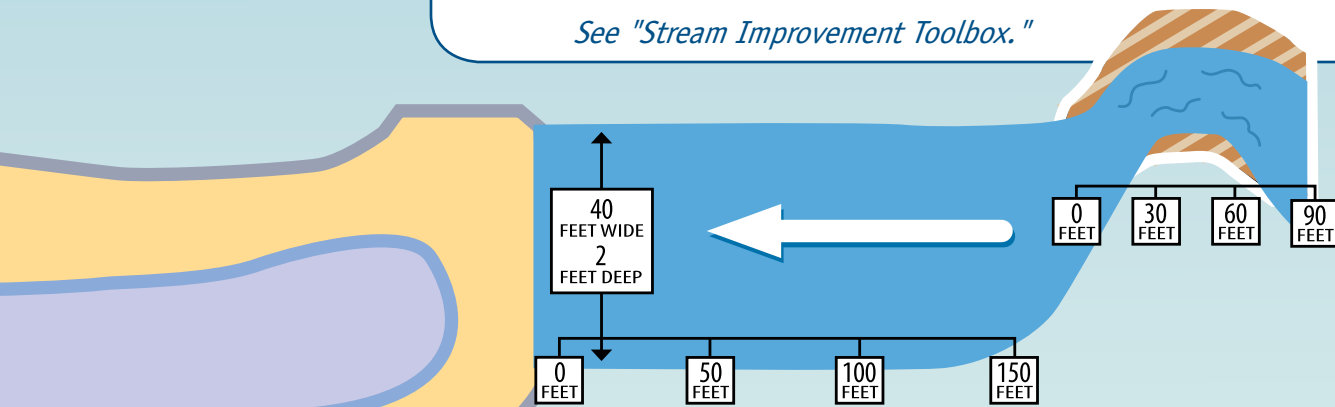 See "Stream Improvement Toolbox."
40
FEET WIDE
2
FEET DEEP
0
FEET
30
FEET
60
FEET
90
FEET
0
FEET
50
FEET
100
FEET
150
FEET